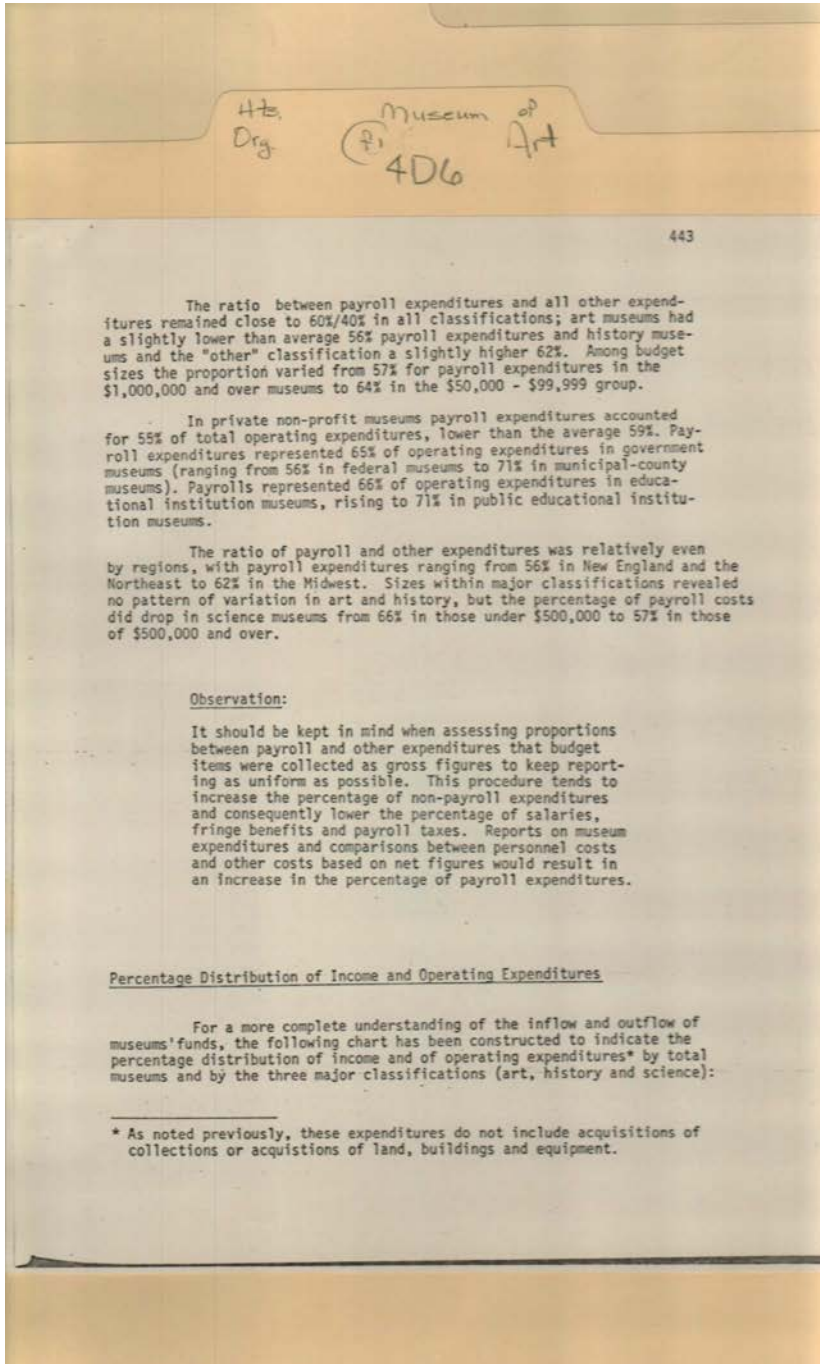 Hts. Museum of
Org. Art
4D6
443
The ratio between payroll expenditures and all other expend-
itures remained close to 60%/40% in all classifications; art museums had
a slightly lower than average 56% payroll expenditures and history muse-
ums and the "other" classification a slightly higher 62%. Among budget
sizes the proportion varied from 57% for payroll expenditures in the
$1,000,000 and over museums to 64% in the $50,000 - $99,999 group.
In private non-profit museums payroll expenditures accounted
for 55% of total operating expenditures, lower than the average 59%. Pay-
roll expenditures represented 65% of operating expenditures in government
museums (ranging from 56% in federal museums to 71% in municipal-county
museums). Payrolls represented 66% of operating expenditures in educa-
tional institution museums, rising to 71% in public educational institu-
tion museums.
The ratio of payroll and other expenditures was relatively even
by regions, with payroll expenditures ranging from 56% in New England and the
Northeast to 62% in the Midwest. Sizes within major classifications revealed
no pattern of variation in art and history, but the percentage of payroll costs
did drop in science museums from 66% in those under $500,000 to 57% in those
of $500,000 and over.
Observation:
It should be kept in mind when assessing proportions
between payroll and other expenditures that budget
items were collected as gross figures to keep report-
ing as uniform as possible. This procedure tends to
increase the percentage of non-payroll expenditures
and consequently lower the percentage of salaries,
fringe benefits and payroll taxes. Reports on museum
expenditures and comparisons between personnel costs
and other costs based on net figures would result in
an increase in the percentage of payroll expenditures.
Percentage Distribution of Income and Operating Expenditures
For a more complete understanding of the inflow and outflow of
museums'funds, the following chart has been constructed to indicate the
percentage distribution of income and of operating expenditures* by total
museums and by the three major classifications (art, history and science):
* As noted previously, these expenditures do not include acquisitions of
collections or acquistions of land, buildings and equipment.